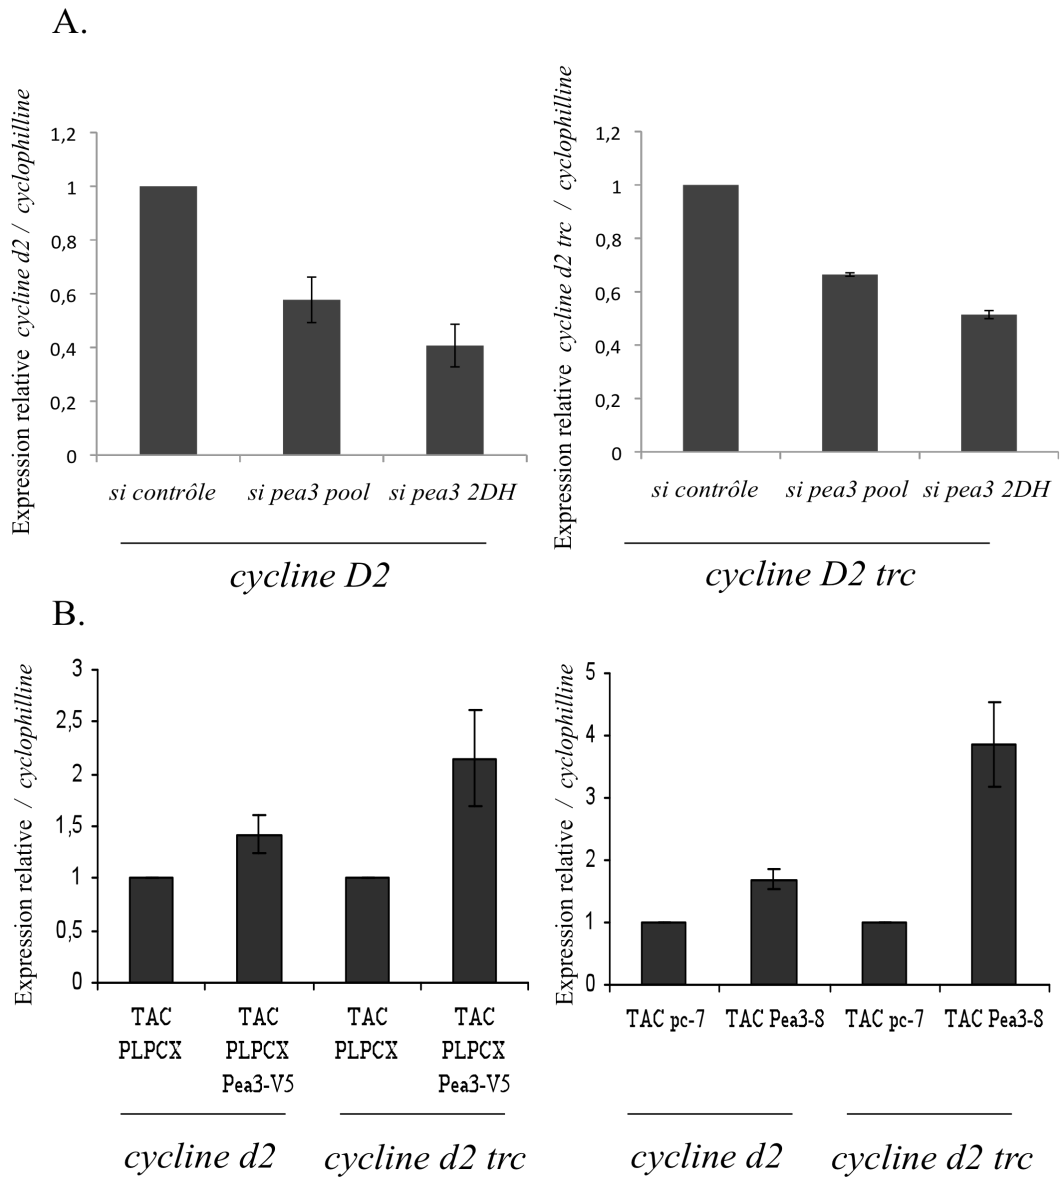 A.
Expression relative cycline d2 / cyclophilline
1,2
1
0,8
0,6
0,4
0,2
0
si contrôle si pea3 pool si pea3 2DH
cycline D2
Expression relative cycline d2 trc / cyclophilline
1,2
1
0,8
0,6
0,4
0,2
0
si contrôle si pea3 pool si pea3 2DH
cycline D2 trc
B.
Expression relative / cyclophilline
3
2,5
2
1,5
1
0,5
0
TAC PLPCX
TAC PLPCX Pea3-V5
TAC PLPCX
TAC PLPCX Pea3-V5
cycline d2 cycline d2 trc
Expression relative / cyclophilline
5
4
3
2
1
0
TAC pc-7 TAC Pea3-8 TAC pc-7 TAC Pea3-8
cycline d2 cycline d2 trc